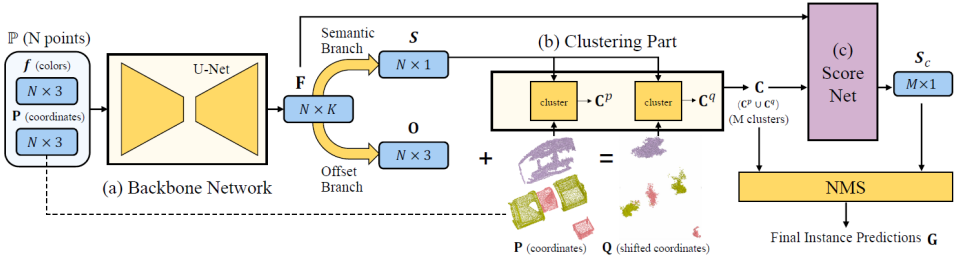 ℙ (N points)
f (colors)
N × 3
P (coordinates)
N × 3
U-Net
(a) Backbone Network
F
N × K
Semantic
Branch
S
N × 1
O
N × 3
Offset
Branch
(b) Clustering Part
cluster
C^p
cluster
C^q
+
=
P (coordinates)
Q (shifted coordinates)
C
(C^p ∪ C^q)
(M clusters)
(c)
Score
Net
S_c
M×1
NMS
Final Instance Predictions G